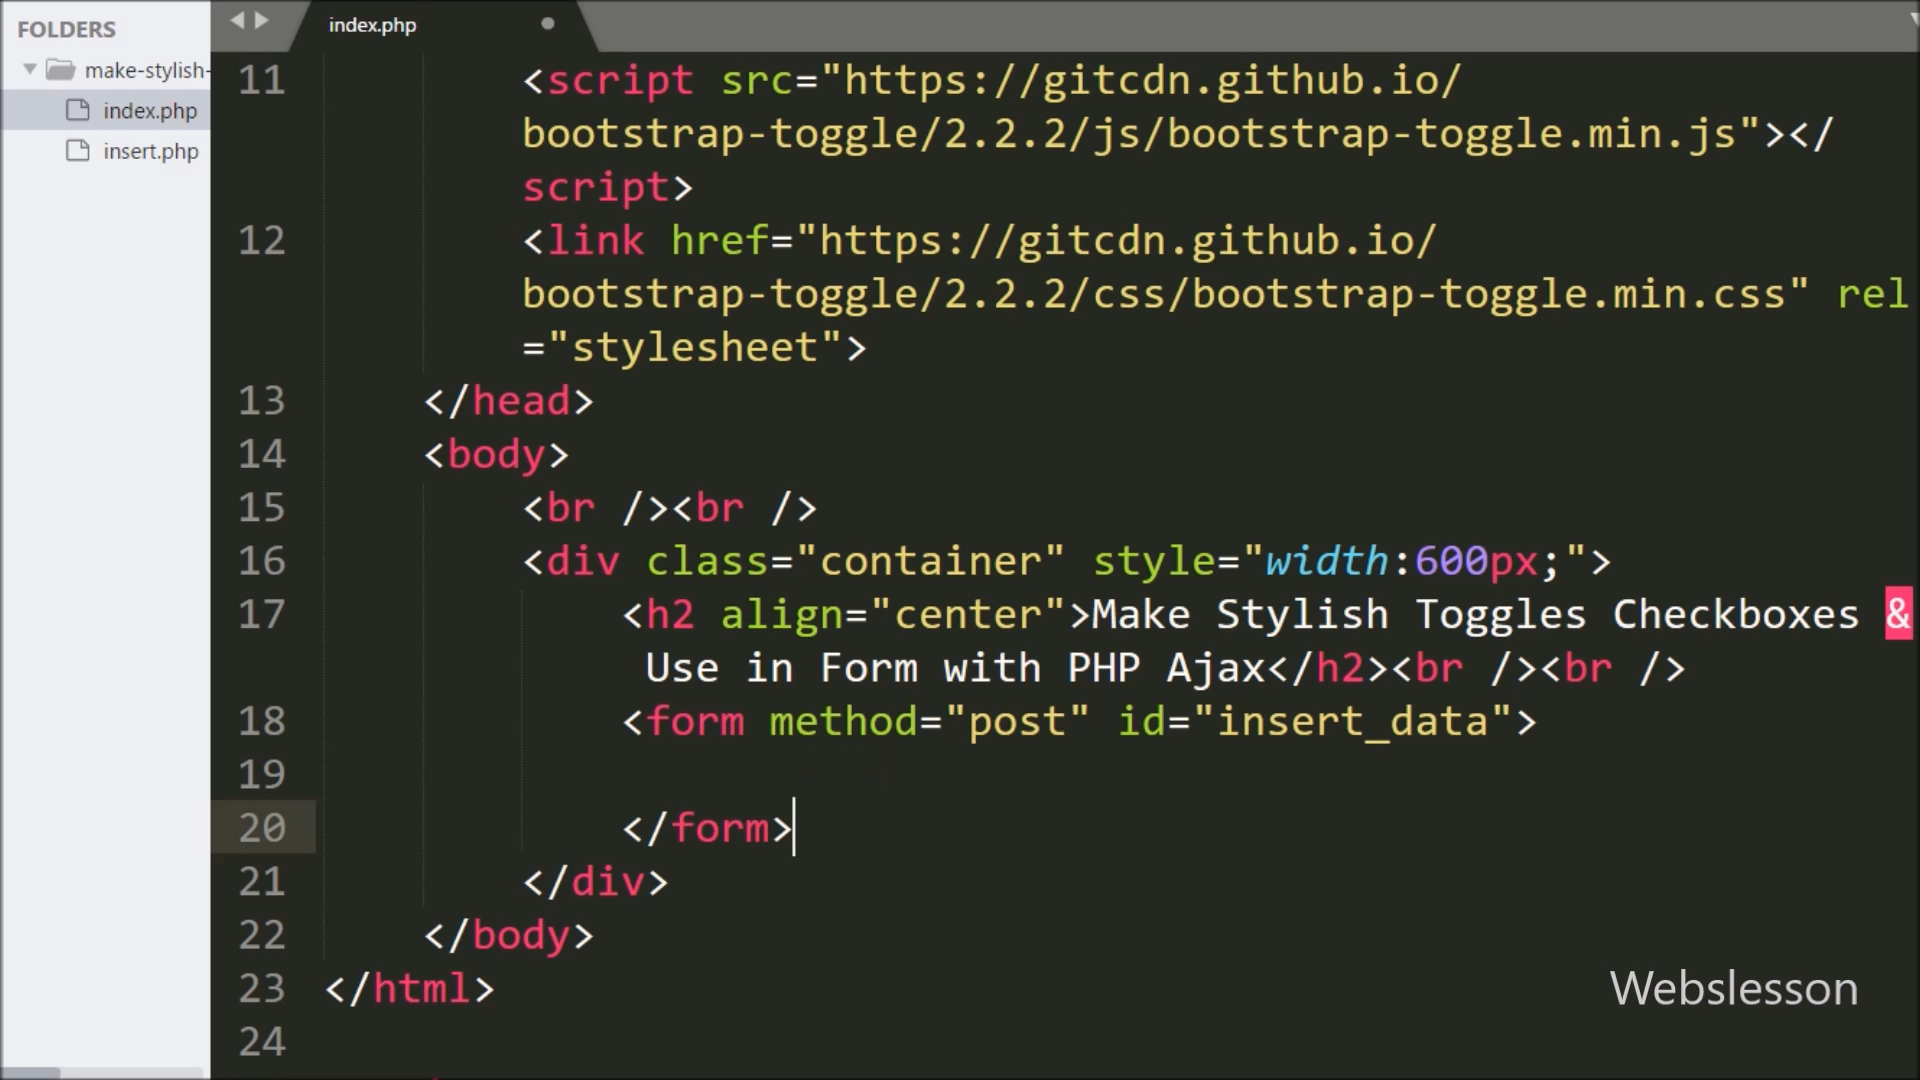 FOLDERS
make-stylish-
index.php
insert.php
index.php
11 <script src="https://gitcdn.github.io/
bootstrap-toggle/2.2.2/js/bootstrap-toggle.min.js"></
script>
12 <link href="https://gitcdn.github.io/
bootstrap-toggle/2.2.2/css/bootstrap-toggle.min.css" rel
="stylesheet">
13 </head>
14 <body>
15 <br /><br />
16 <div class="container" style="width:600px;">
17 <h2 align="center">Make Stylish Toggles Checkboxes &
Use in Form with PHP Ajax</h2><br /><br />
18 <form method="post" id="insert_data">
19
20 </form>
21 </div>
22 </body>
23 </html>
24
Webslesson